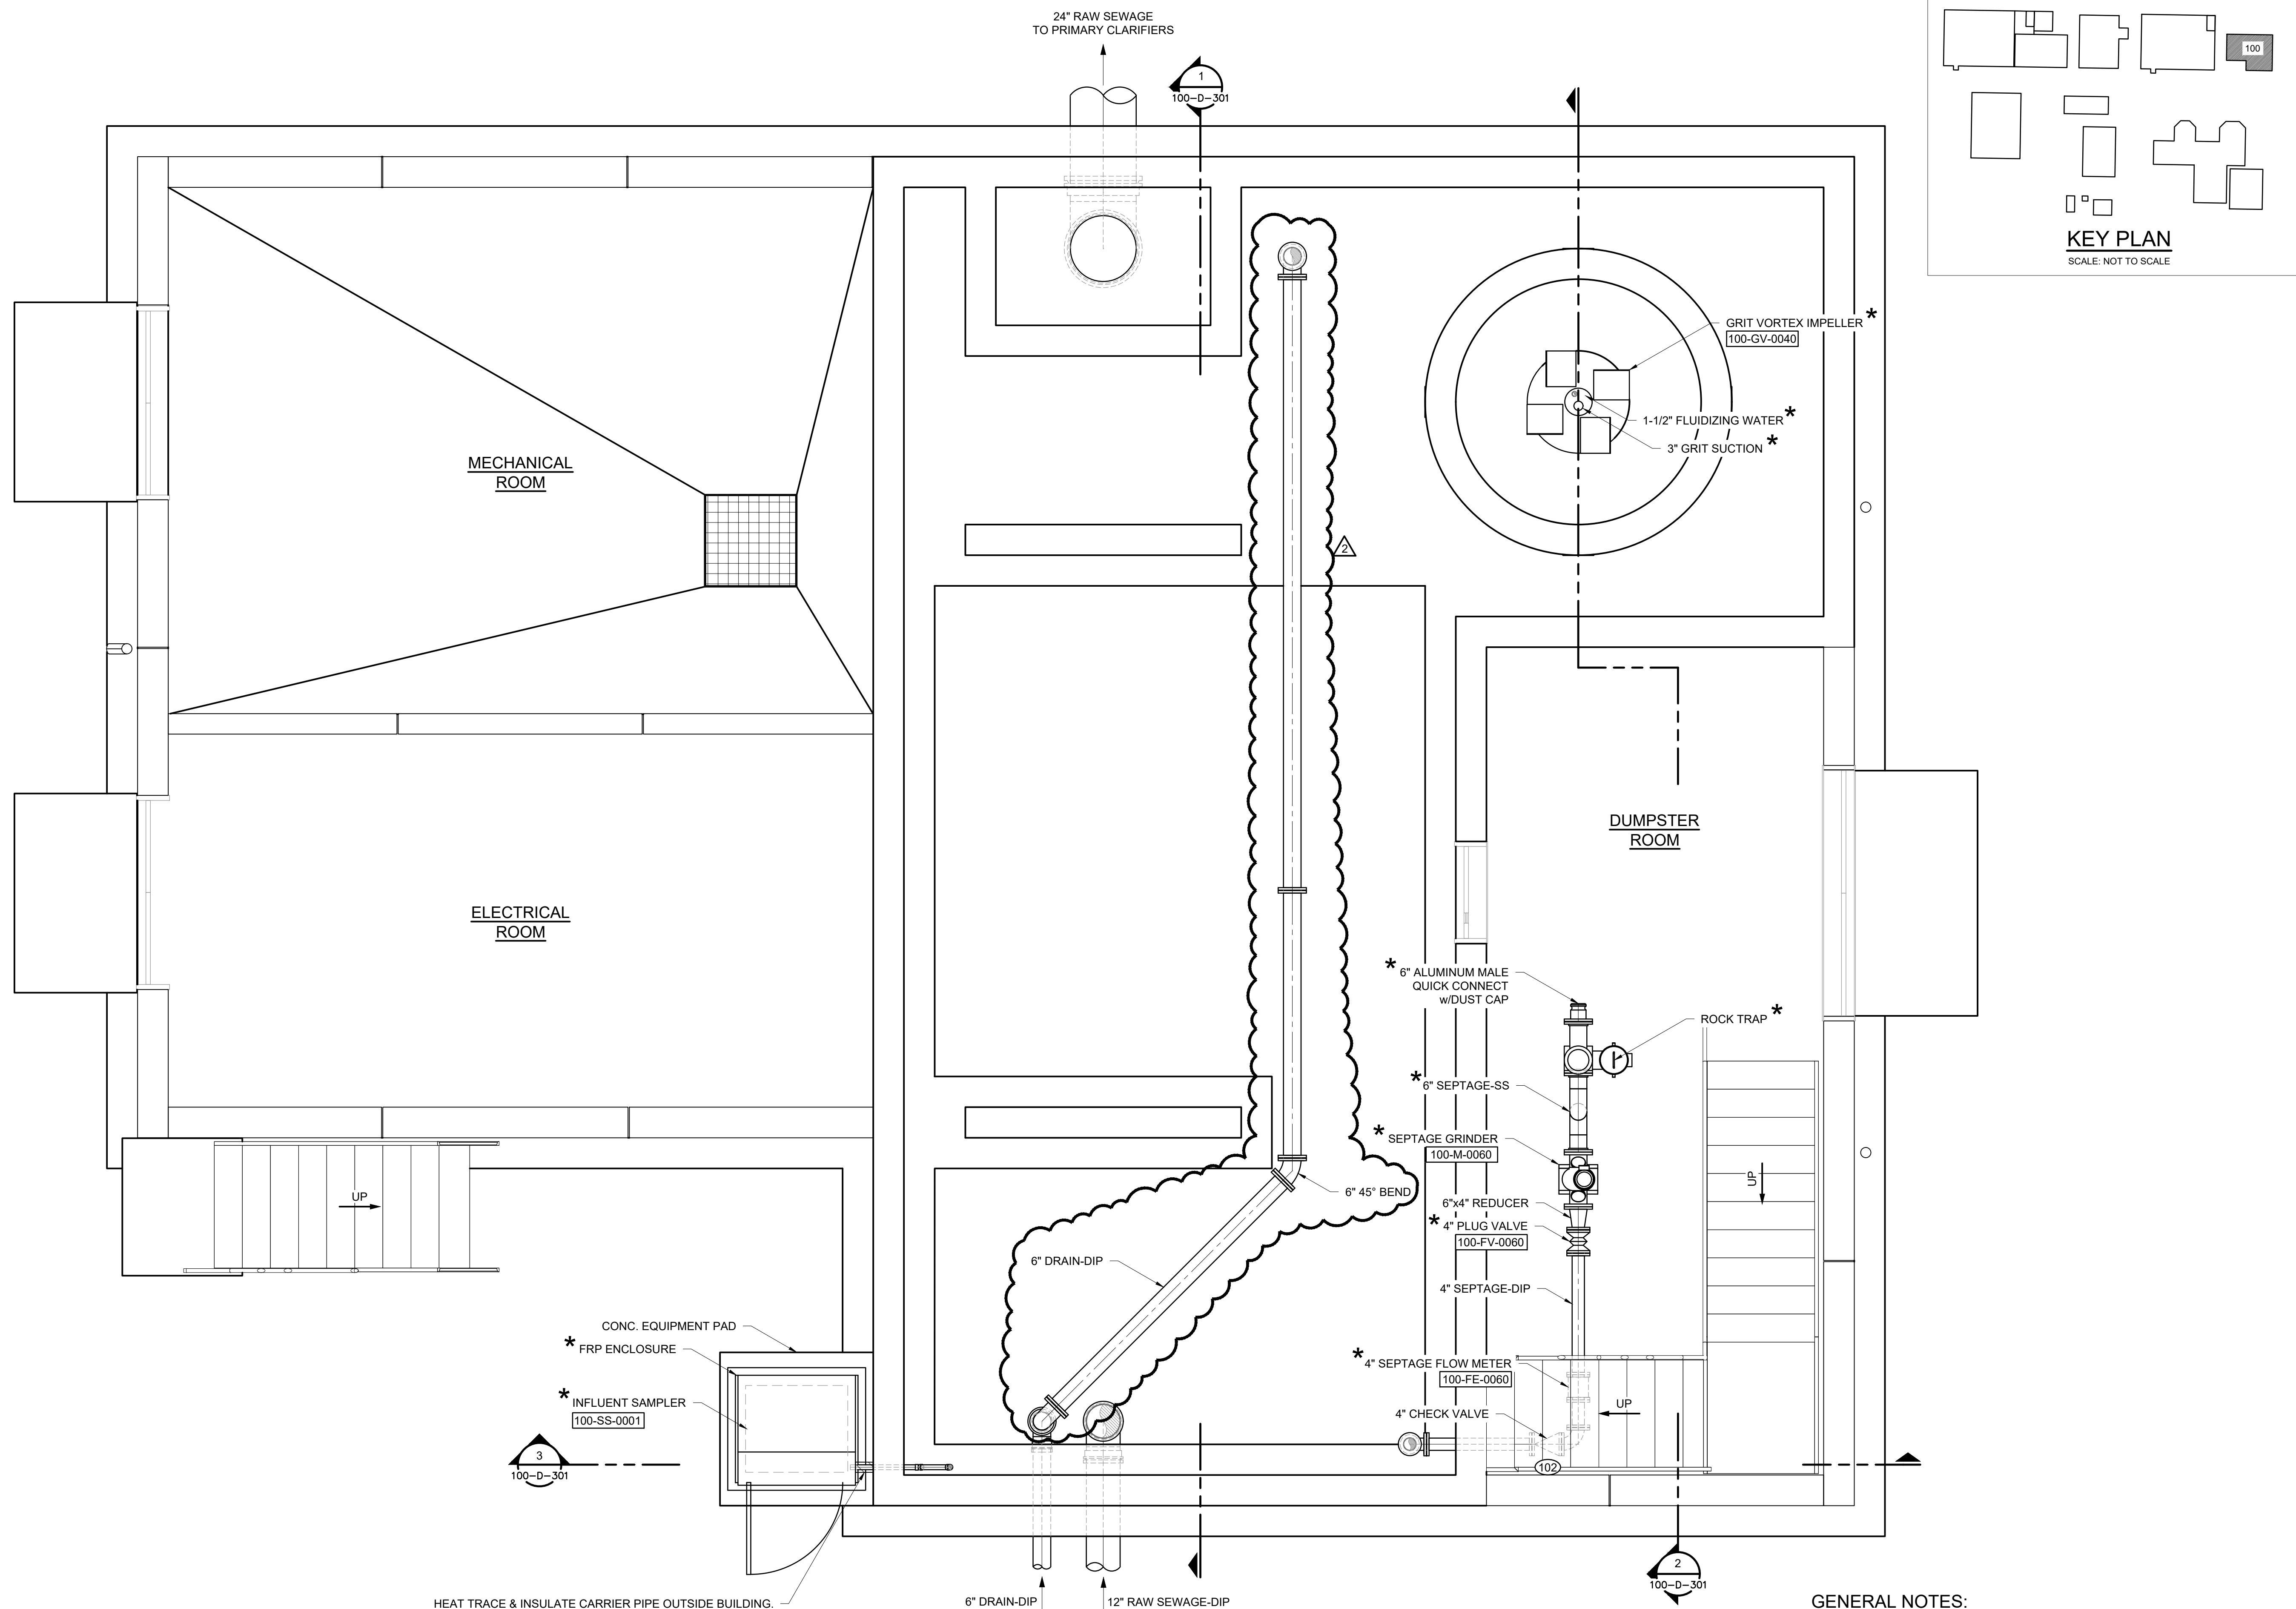 24" RAW SEWAGE
TO PRIMARY CLARIFIERS
1
100-D-301
100
KEY PLAN
SCALE: NOT TO SCALE
GRIT VORTEX IMPELLER *
100-GV-0040
1-1/2" FLUIDIZING WATER *
3" GRIT SUCTION *
MECHANICAL
ROOM
2
DUMPSTER
ROOM
ELECTRICAL
ROOM
* 6" ALUMINUM MALE
QUICK CONNECT
w/DUST CAP
ROCK TRAP *
* 6" SEPTAGE-SS
* SEPTAGE GRINDER
100-M-0060
UP
UP
6" 45° BEND
6"x4" REDUCER
* 4" PLUG VALVE
100-FV-0060
6" DRAIN-DIP
4" SEPTAGE-DIP
CONC. EQUIPMENT PAD
* FRP ENCLOSURE
* 4" SEPTAGE FLOW METER
100-FE-0060
* INFLUENT SAMPLER
100-SS-0001
UP
4" CHECK VALVE
3
100-D-301
102
2
100-D-301
HEAT TRACE & INSULATE CARRIER PIPE OUTSIDE BUILDING.
6" DRAIN-DIP
12" RAW SEWAGE-DIP
GENERAL NOTES: